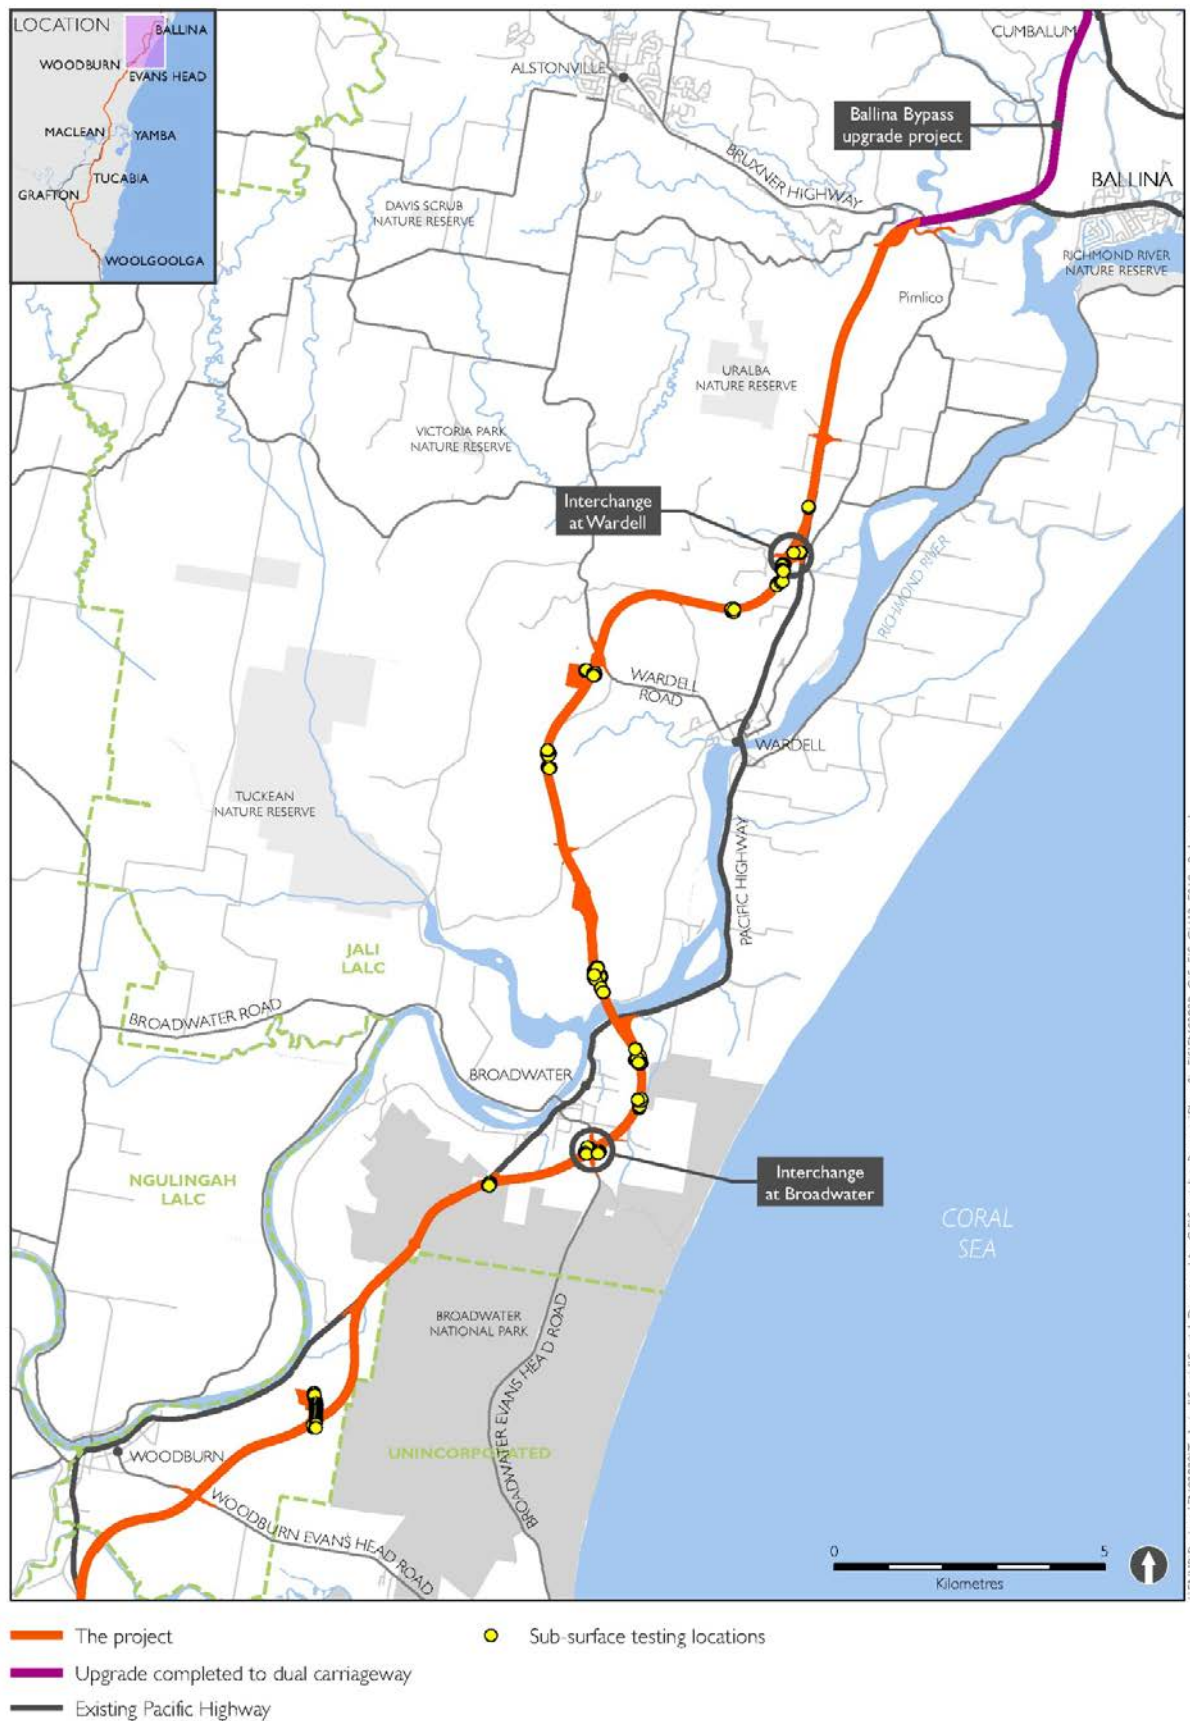 LOCATION
BALLINA
WOODBURN
EVANS HEAD
MACLEAN
YAMBA
TUCABIA
GRAFTON
WOOLGOOLGA
CUMBALUM
ALSTONVILLE
Ballina Bypass
upgrade project
BRUXNER HIGHWAY
BALLINA
DAVIS SCRUB
NATURE RESERVE
RICHMOND RIVER
NATURE RESERVE
Pimlico
URALBA
NATURE RESERVE
VICTORIA PARK
NATURE RESERVE
Interchange
at Wardell
RICHMOND RIVER
WARDELL
ROAD
WARDELL
TUCKEAN
NATURE RESERVE
PACIFIC HIGHWAY
JALI
LALC
BROADWATER ROAD
BROADWATER
NGULINGAH
LALC
Interchange
at Broadwater
CORAL
SEA
BROADWATER
NATIONAL PARK
BROADWATER EVANS HEAD ROAD
UNINCORPORATED
WOODBURN
WOODBURN EVANS HEAD ROAD
0 5
Kilometres
The project
Sub-surface testing locations
Upgrade completed to dual carriageway
Existing Pacific Highway